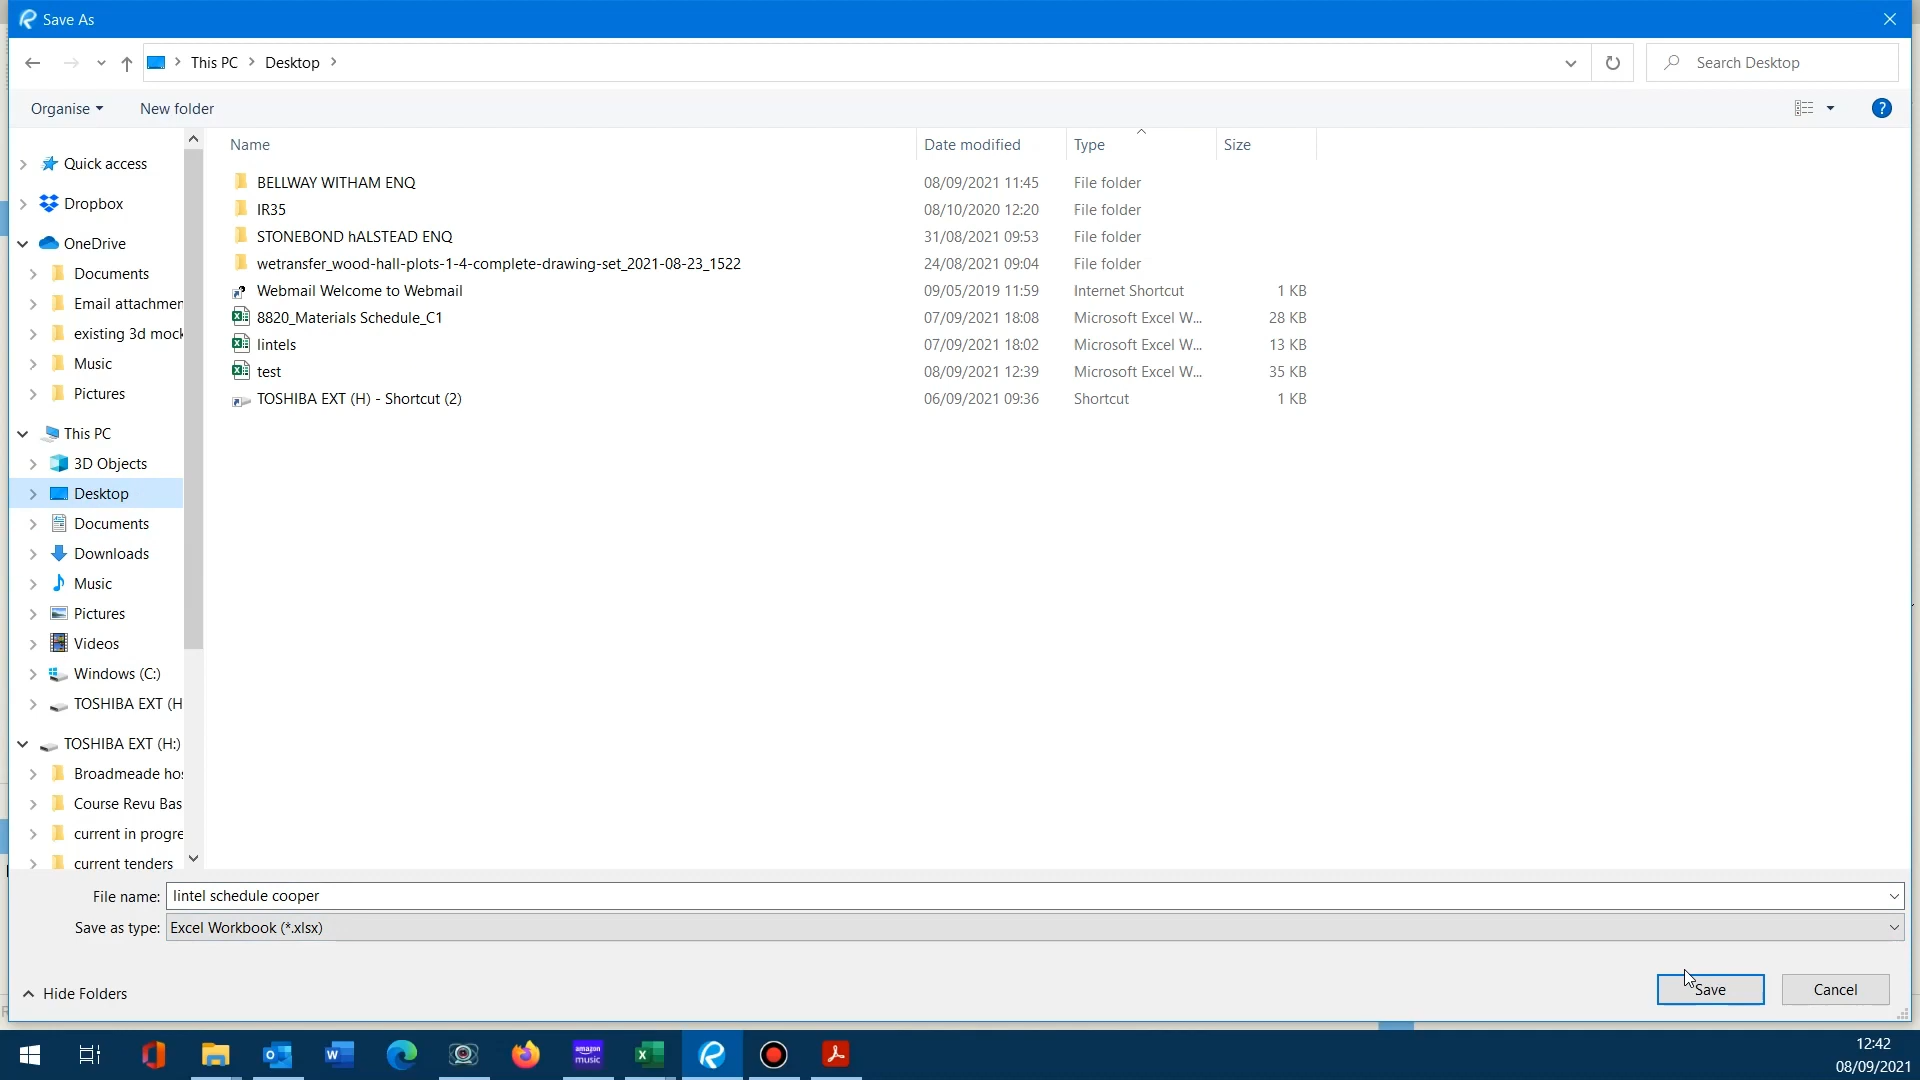 Save As
This PC
Desktop
Search Desktop
Organise
New folder
?
Name
Date modified
Type
Size
Quick access
Dropbox
OneDrive
Documents
Email attachmen
existing 3d mock
Music
Pictures
This PC
3D Objects
Desktop
Documents
Downloads
Music
Pictures
Videos
Windows (C:)
TOSHIBA EXT (H
TOSHIBA EXT (H:)
Broadmeade hos
Course Revu Bas
current in progre
current tenders
BELLWAY WITHAM ENQ 08/09/2021 11:45 File folder
IR35 08/10/2020 12:20 File folder
STONEBOND hALSTEAD ENQ 31/08/2021 09:53 File folder
wetransfer_wood-hall-plots-1-4-complete-drawing-set_2021-08-23_1522 24/08/2021 09:04 File folder
Webmail Welcome to Webmail 09/05/2019 11:59 Internet Shortcut 1 KB
8820_Materials Schedule_C1 07/09/2021 18:08 Microsoft Excel W... 28 KB
lintels 07/09/2021 18:02 Microsoft Excel W... 13 KB
test 08/09/2021 12:39 Microsoft Excel W... 35 KB
TOSHIBA EXT (H) - Shortcut (2) 06/09/2021 09:36 Shortcut 1 KB
File name: lintel schedule cooper
Save as type: Excel Workbook (*.xlsx)
Hide Folders
Save
Cancel
amazon
music
12:42
08/09/2021